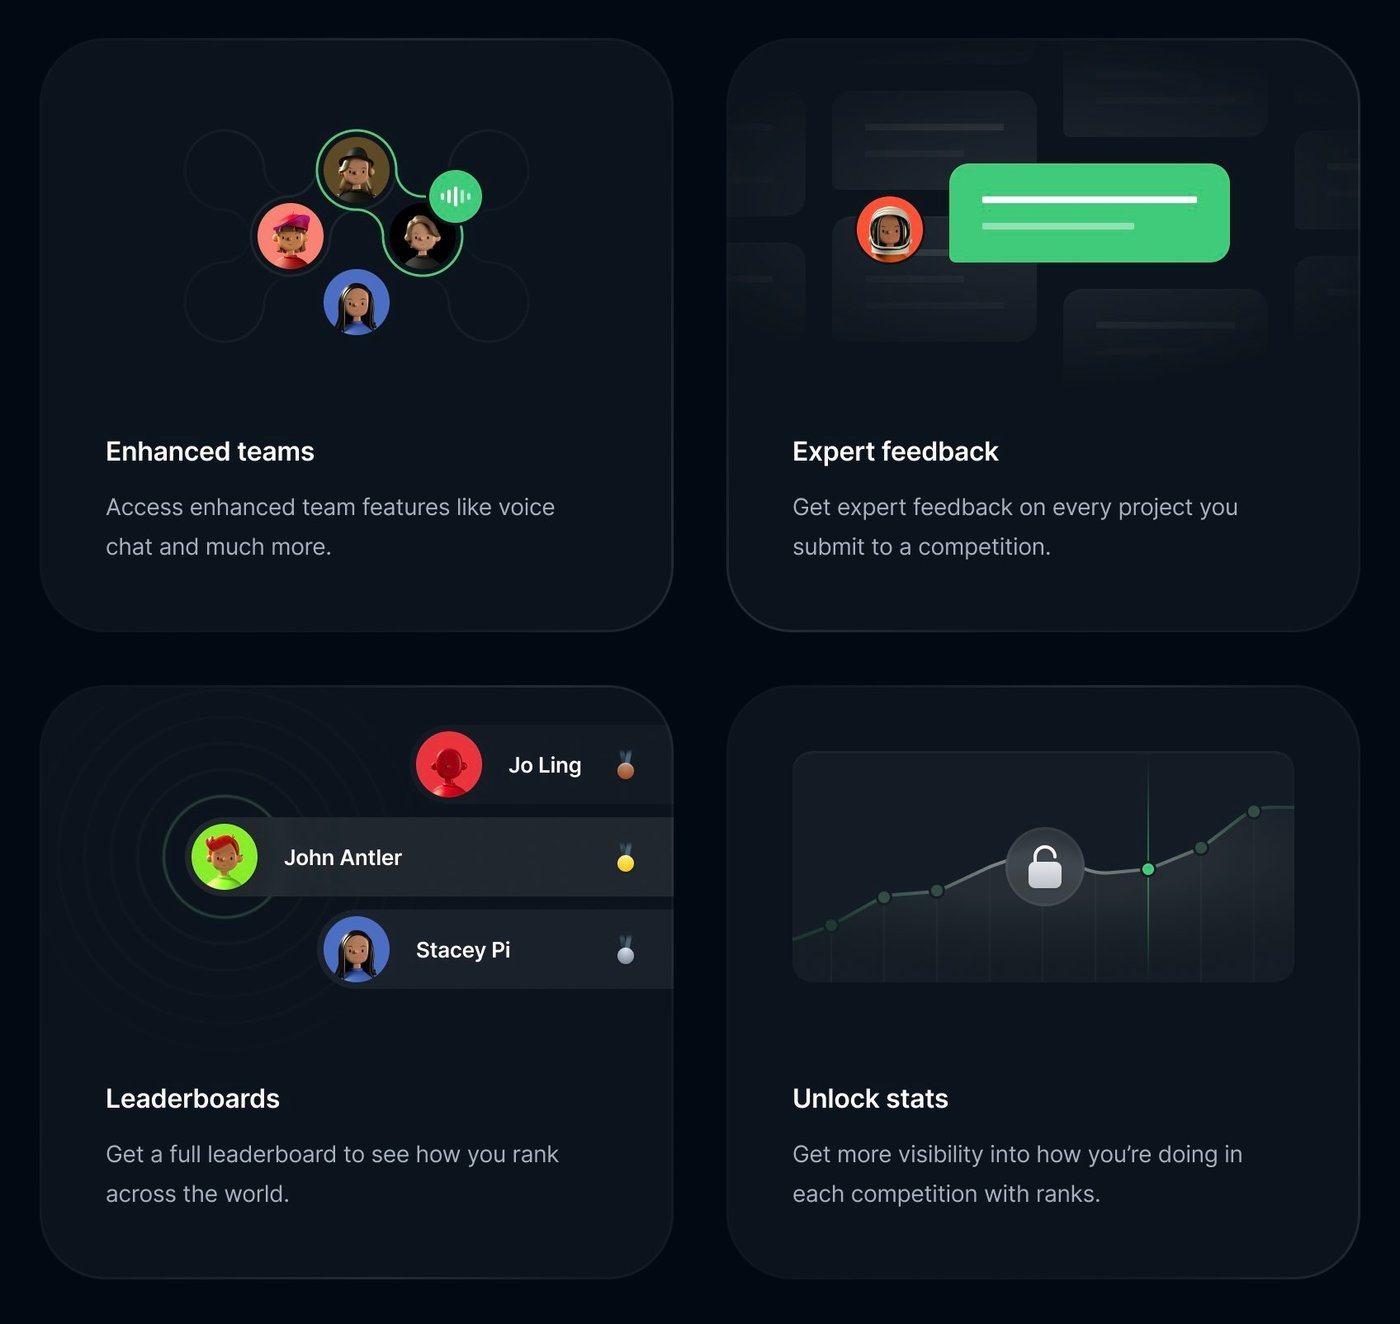 Enhanced teams
Access enhanced team features like voice
chat and much more.
Expert feedback
Get expert feedback on every project you
submit to a competition.
Jo Ling
John Antler
Stacey Pi
Leaderboards
Get a full leaderboard to see how you rank
across the world.
Unlock stats
Get more visibility into how you’re doing in
each competition with ranks.